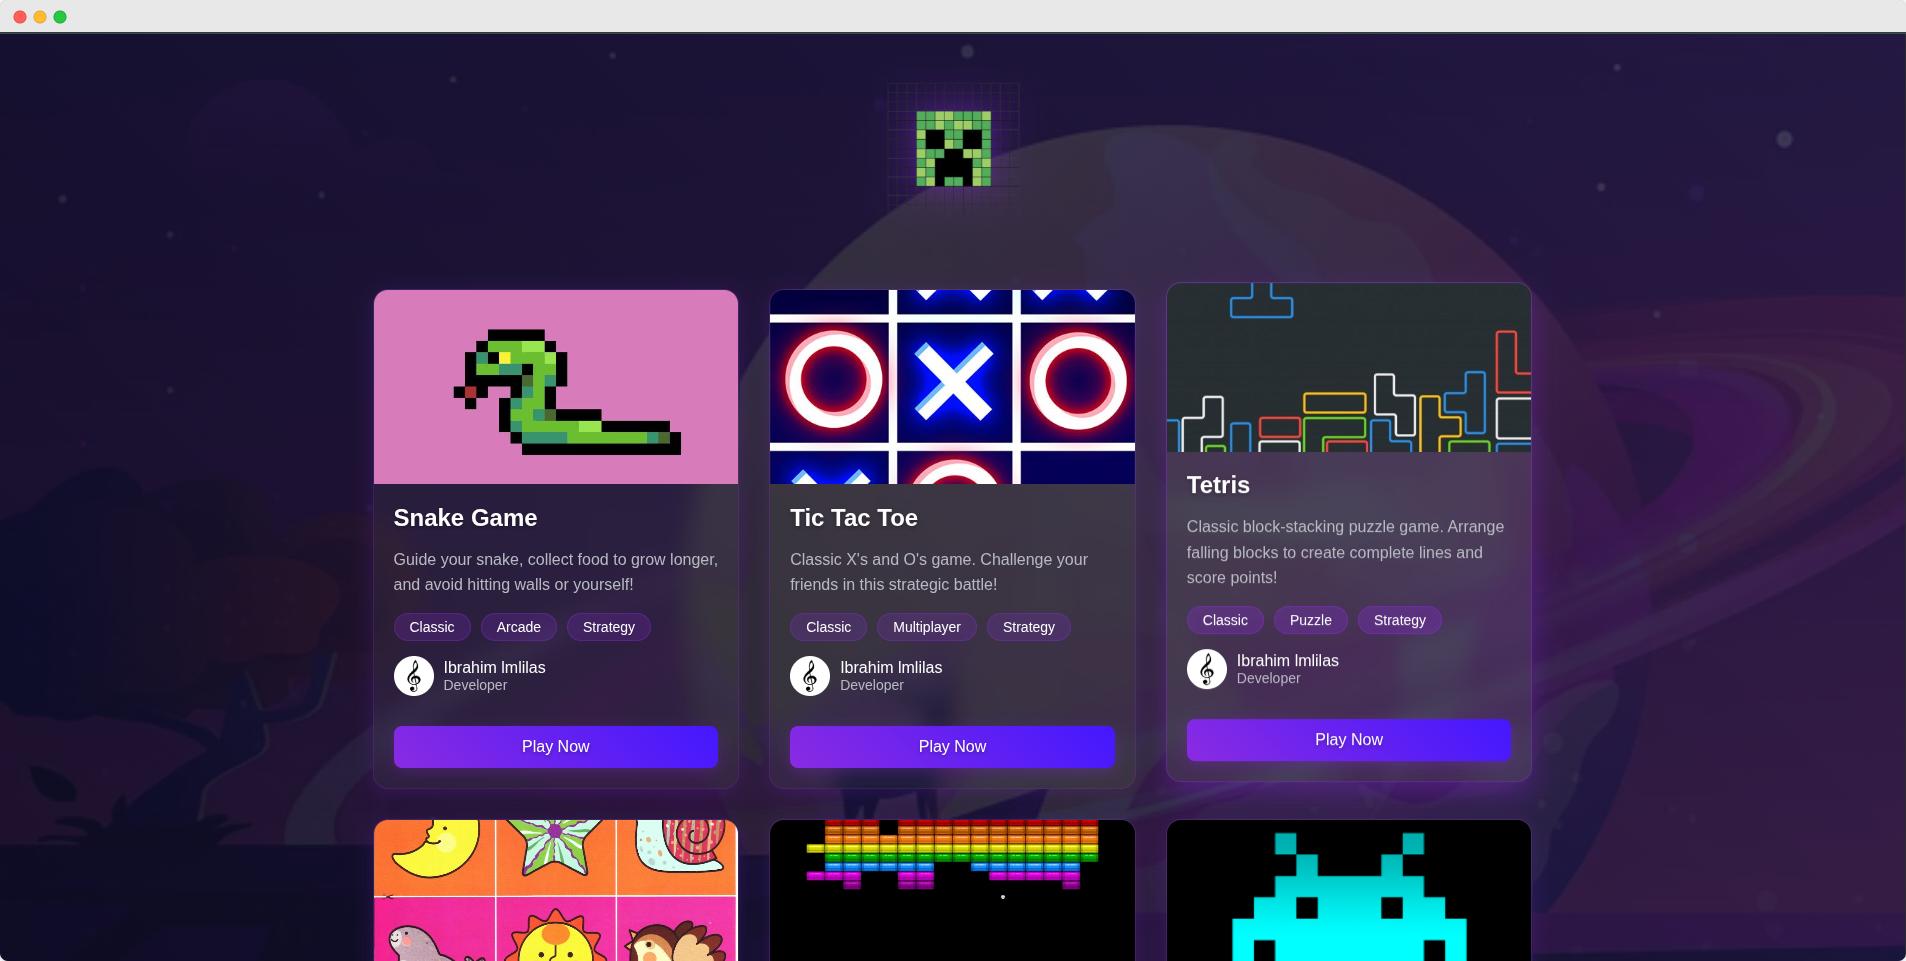 Snake Game
Guide your snake, collect food to grow longer,
and avoid hitting walls or yourself!
Classic Arcade Strategy
Ibrahim lmlilas
Developer
Play Now
Tic Tac Toe
Classic X's and O's game. Challenge your
friends in this strategic battle!
Classic Multiplayer Strategy
Ibrahim lmlilas
Developer
Play Now
Tetris
Classic block-stacking puzzle game. Arrange
falling blocks to create complete lines and
score points!
Classic Puzzle Strategy
Ibrahim lmlilas
Developer
Play Now